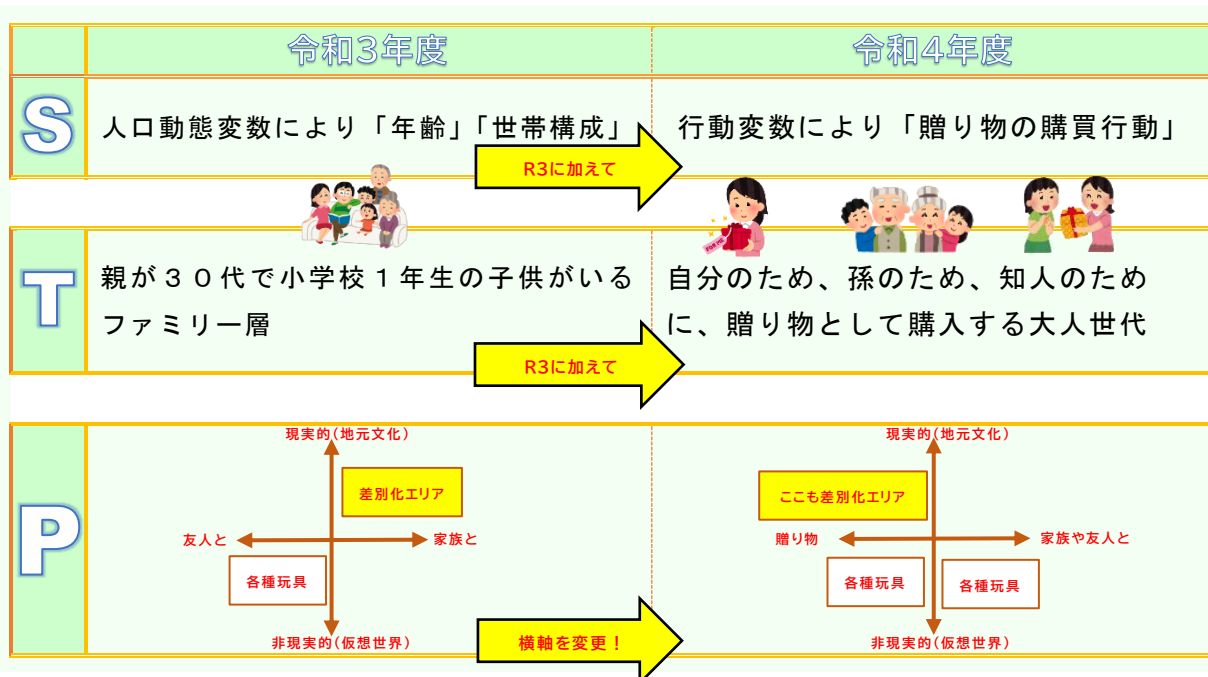 令和3年度
令和4年度
S
人口動態変数により「年齢」「世帯構成」
行動変数により「贈り物の購買行動」
R3に加えて
FOR ME
T
親が３０代で小学校１年生の子供がいる
ファミリー層
自分のため、孫のため、知人のため
に、贈り物として購入する大人世代
R3に加えて
P
現実的(地元文化)
差別化エリア
友人と
家族と
各種玩具
非現実的(仮想世界)
横軸を変更！
現実的(地元文化)
ここも差別化エリア
贈り物
家族や友人と
各種玩具
各種玩具
非現実的(仮想世界)